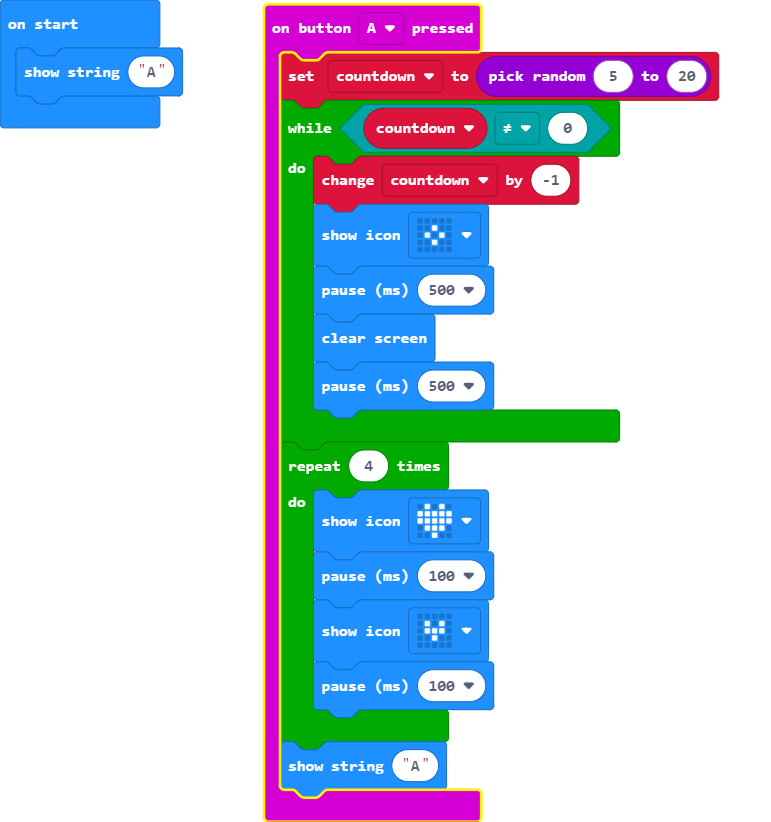 on start
show string "A"
on button A pressed
set countdown to pick random 5 to 20
while countdown ≠ 0
do
change countdown by -1
show icon
pause (ms) 500
clear screen
pause (ms) 500
repeat 4 times
do
show icon
pause (ms) 100
show icon
pause (ms) 100
show string "A"